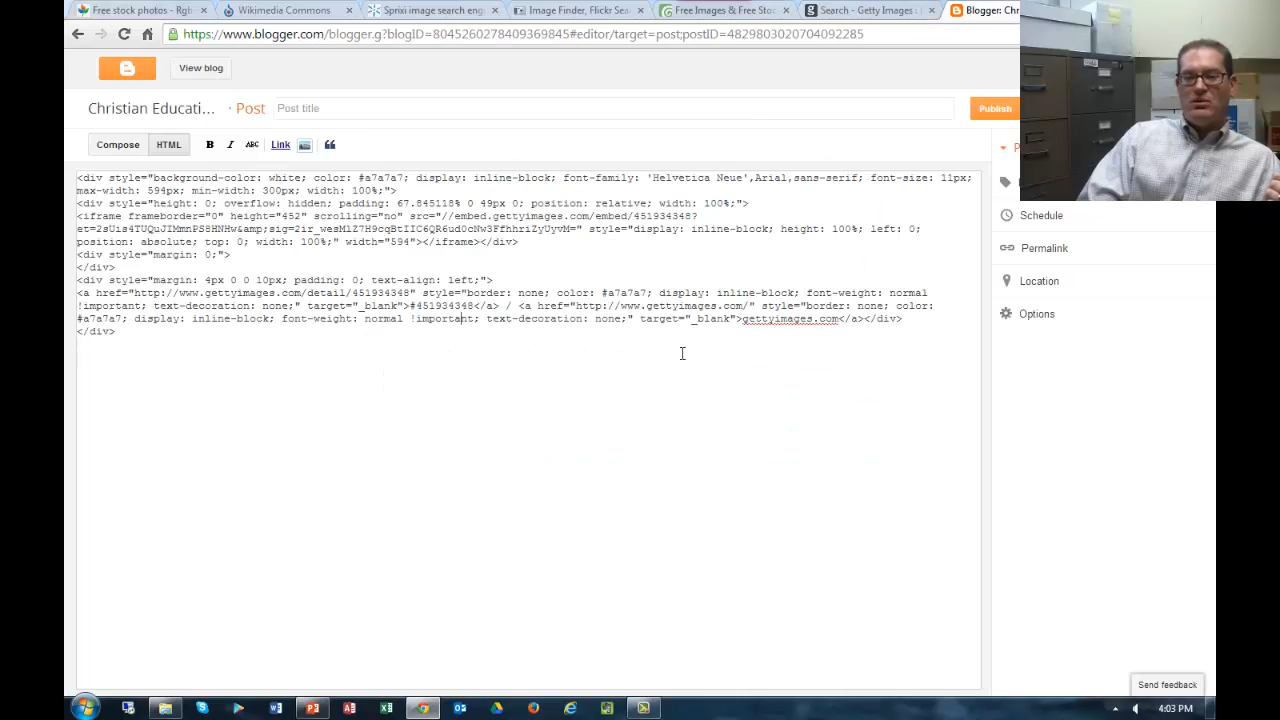 Free stock photos - Rgb
Wikimedia Commons
Sprixi image search eng
Image Finder, Flickr Sea
Free Images & Free Stoc
Search - Getty Images
Blogger: Chr
https://www.blogger.com/blogger.g?blogID=8045260278409369845#editor/target=post;postID=4829803020704092285
View blog
Christian Educati... · Post Post title Publish
Compose HTML B I ABC Link
<div style="background-color: white; color: #a7a7a7; display: inline-block; font-family: 'Helvetica Neue',Arial,sans-serif; font-size: 11px;
max-width: 594px; min-width: 300px; width: 100%;">
<div style="height: 0; overflow: hidden; padding: 67.845118% 0 49px 0; position: relative; width: 100%;">
<iframe frameborder="0" height="452" scrolling="no" src="//embed.gettyimages.com/embed/451934348?
style="display: inline-block; height: 100%; left: 0;
position: absolute; top: 0; width: 100%;" width="594"></iframe></div>
<div style="margin: 0;">
</div>
<div style="margin: 4px 0 0 10px; padding: 0; text-align: left;">
<a href="http://www.gettyimages.com/detail/451934348" style="border: none; color: #a7a7a7; display: inline-block; font-weight: normal
!important; text-decoration: none;" target="_blank">#451934348</a> / <a href="http://www.gettyimages.com/" style="border: none; color:
#a7a7a7; display: inline-block; font-weight: normal !important; text-decoration: none;" target="_blank">gettyimages.com</a></div>
</div>
Schedule
Permalink
Location
Options
Send feedback
4:03 PM